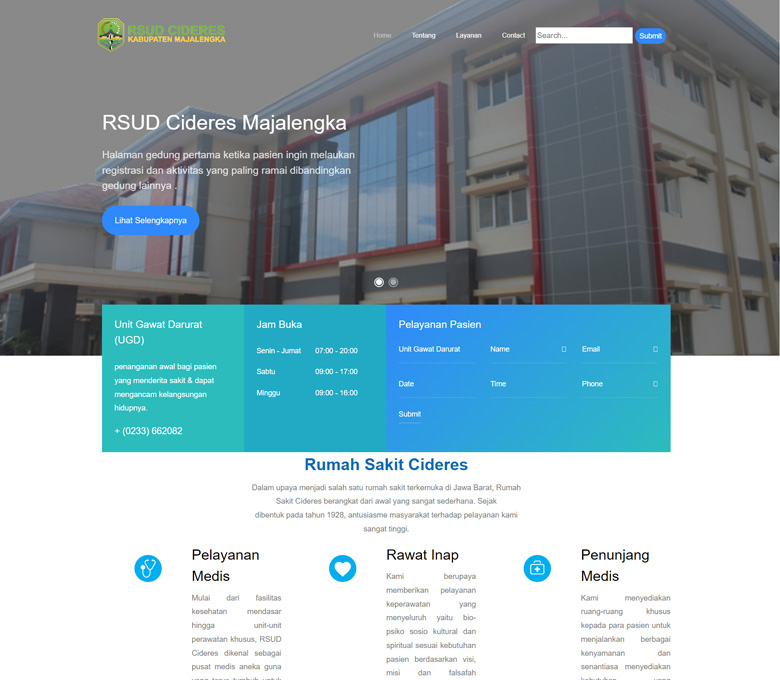 RSUD CIDERES
KABUPATEN MAJALENGKA
Home Tentang Layanan Contact Search... Submit
RSUD Cideres Majalengka
Halaman gedung pertama ketika pasien ingin melaukan
registrasi dan aktivitas yang paling ramai dibandingkan
gedung lainnya .
Lihat Selengkapnya
Unit Gawat Darurat
(UGD)
penanganan awal bagi pasien
yang menderita sakit & dapat
mengancam kelangsungan
hidupnya.
+ (0233) 662082
Jam Buka
Senin - Jumat 07:00 - 20:00
Sabtu 09:00 - 17:00
Minggu 09:00 - 16:00
Pelayanan Pasien
Unit Gawat Darurat Name Email
Date Time Phone
Submit
Rumah Sakit Cideres
Dalam upaya menjadi salah satu rumah sakit terkemuka di Jawa Barat, Rumah
Sakit Cideres berangkat dari awal yang sangat sederhana. Sejak
dibentuk pada tahun 1928, antusiasme masyarakat terhadap pelayanan kami
sangat tinggi.
Pelayanan
Medis
Mulai dari fasilitas
kesehatan mendasar
hingga unit-unit
perawatan khusus, RSUD
Cideres dikenal sebagai
pusat medis aneka guna
Rawat Inap
Kami berupaya
memberikan pelayanan
keperawatan yang
menyeluruh yaitu bio-
psiko sosio kultural dan
spiritual sesuai kebutuhan
pasien berdasarkan visi,
misi dan falsafah
Penunjang
Medis
Kami menyediakan
ruang-ruang khusus
kepada para pasien untuk
menjalankan berbagai
kenyamanan dan
senantiasa menyediakan